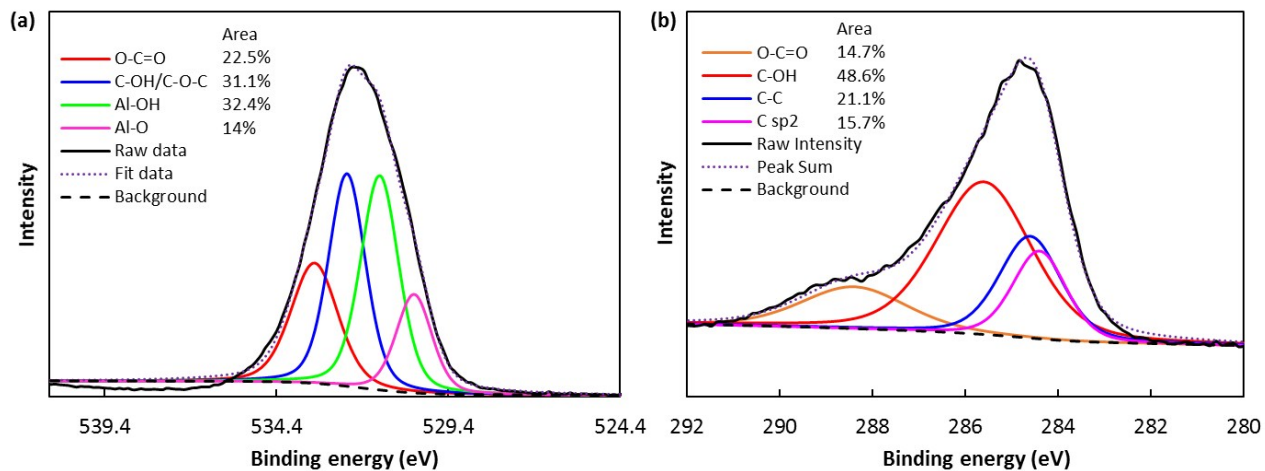 (a)
Area
O-C=O 22.5%
C-OH/C-O-C 31.1%
Al-OH 32.4%
Al-O 14%
Raw data
Fit data
Background
Intensity
539.4 534.4 529.4 524.4
Binding energy (eV)
(b)
Area
O-C=O 14.7%
C-OH 48.6%
C-C 21.1%
C sp2 15.7%
Raw Intensity
Peak Sum
Background
Intensity
292 290 288 286 284 282 280
Binding energy (eV)